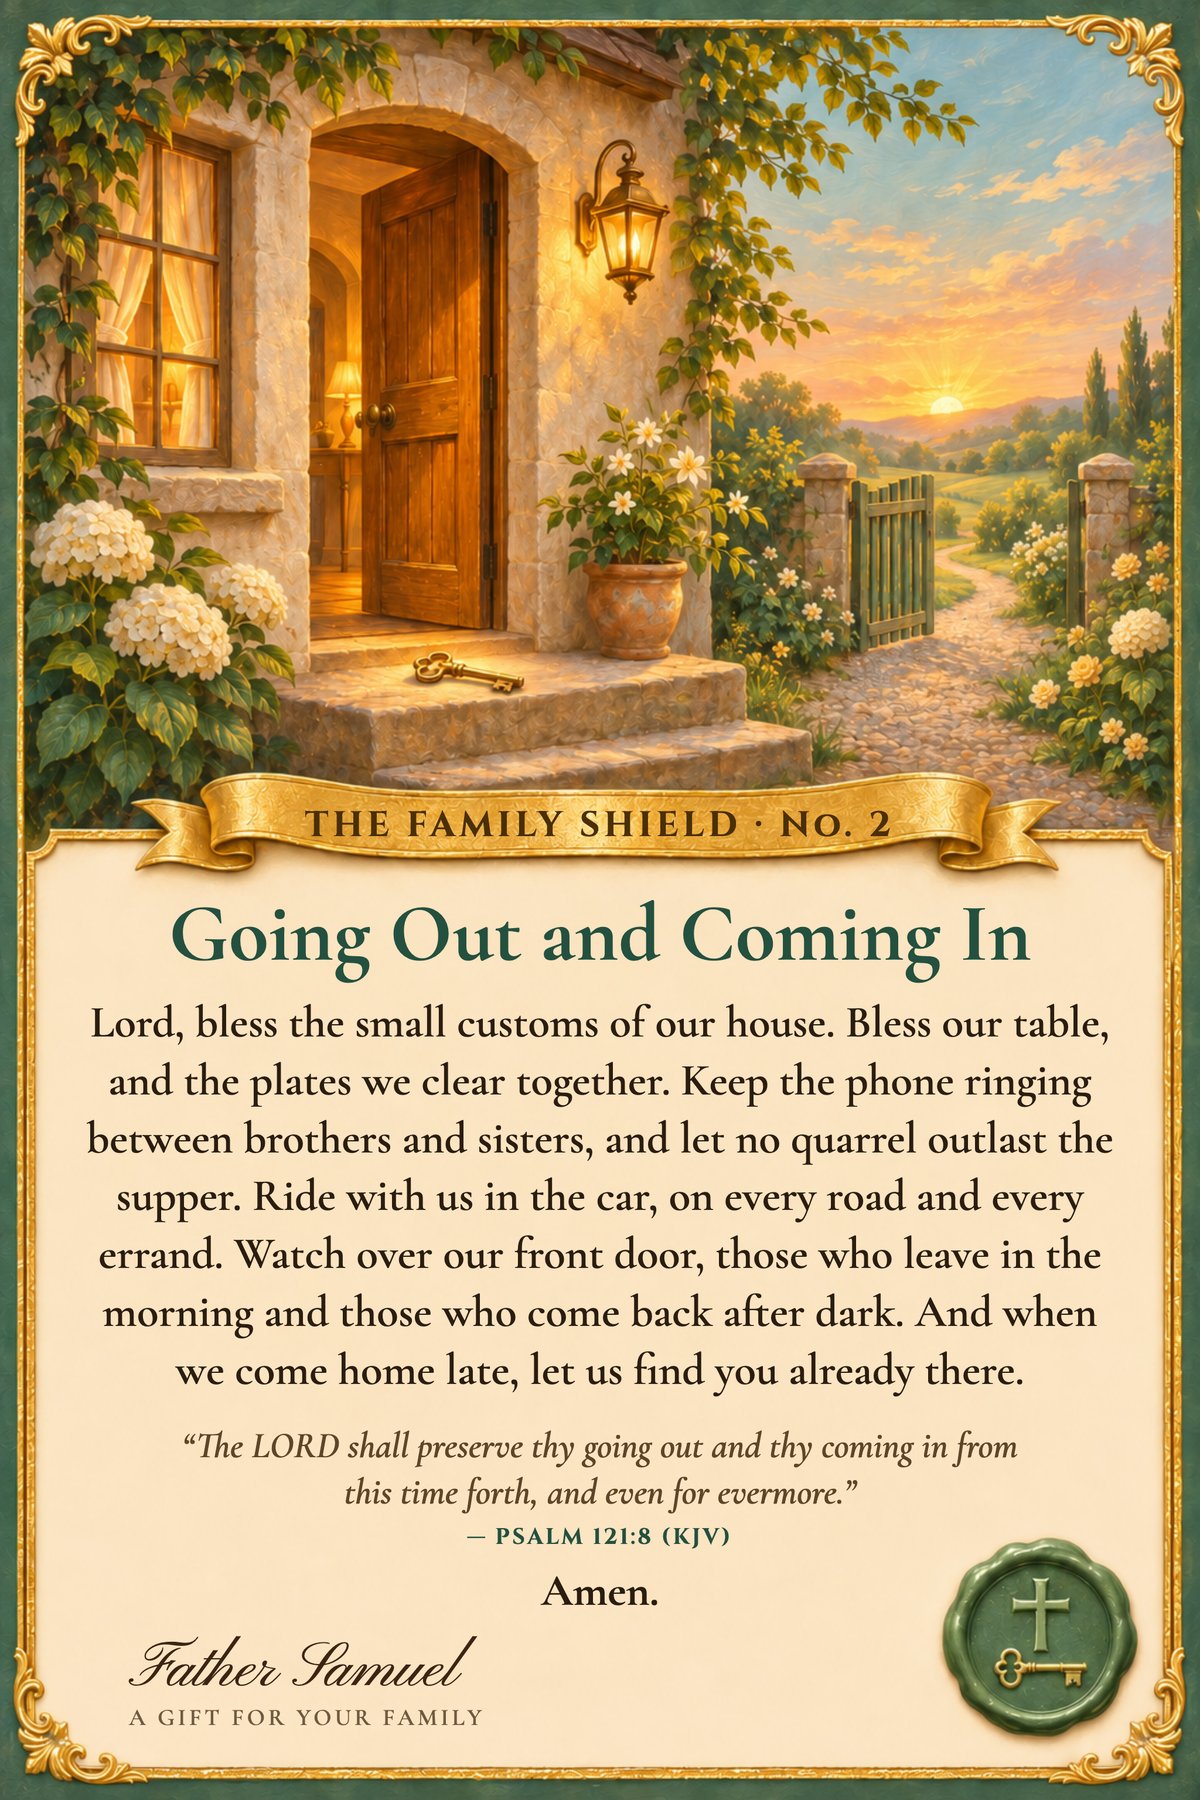 THE FAMILY SHIELD · No. 2
Going Out and Coming In
Lord, bless the small customs of our house. Bless our table,
and the plates we clear together. Keep the phone ringing
between brothers and sisters, and let no quarrel outlast the
supper. Ride with us in the car, on every road and every
errand. Watch over our front door, those who leave in the
morning and those who come back after dark. And when
we come home late, let us find you already there.
“The LORD shall preserve thy going out and thy coming in from
this time forth, and even for evermore.”
— PSALM 121:8 (KJV)
Amen.
Father Samuel
A GIFT FOR YOUR FAMILY